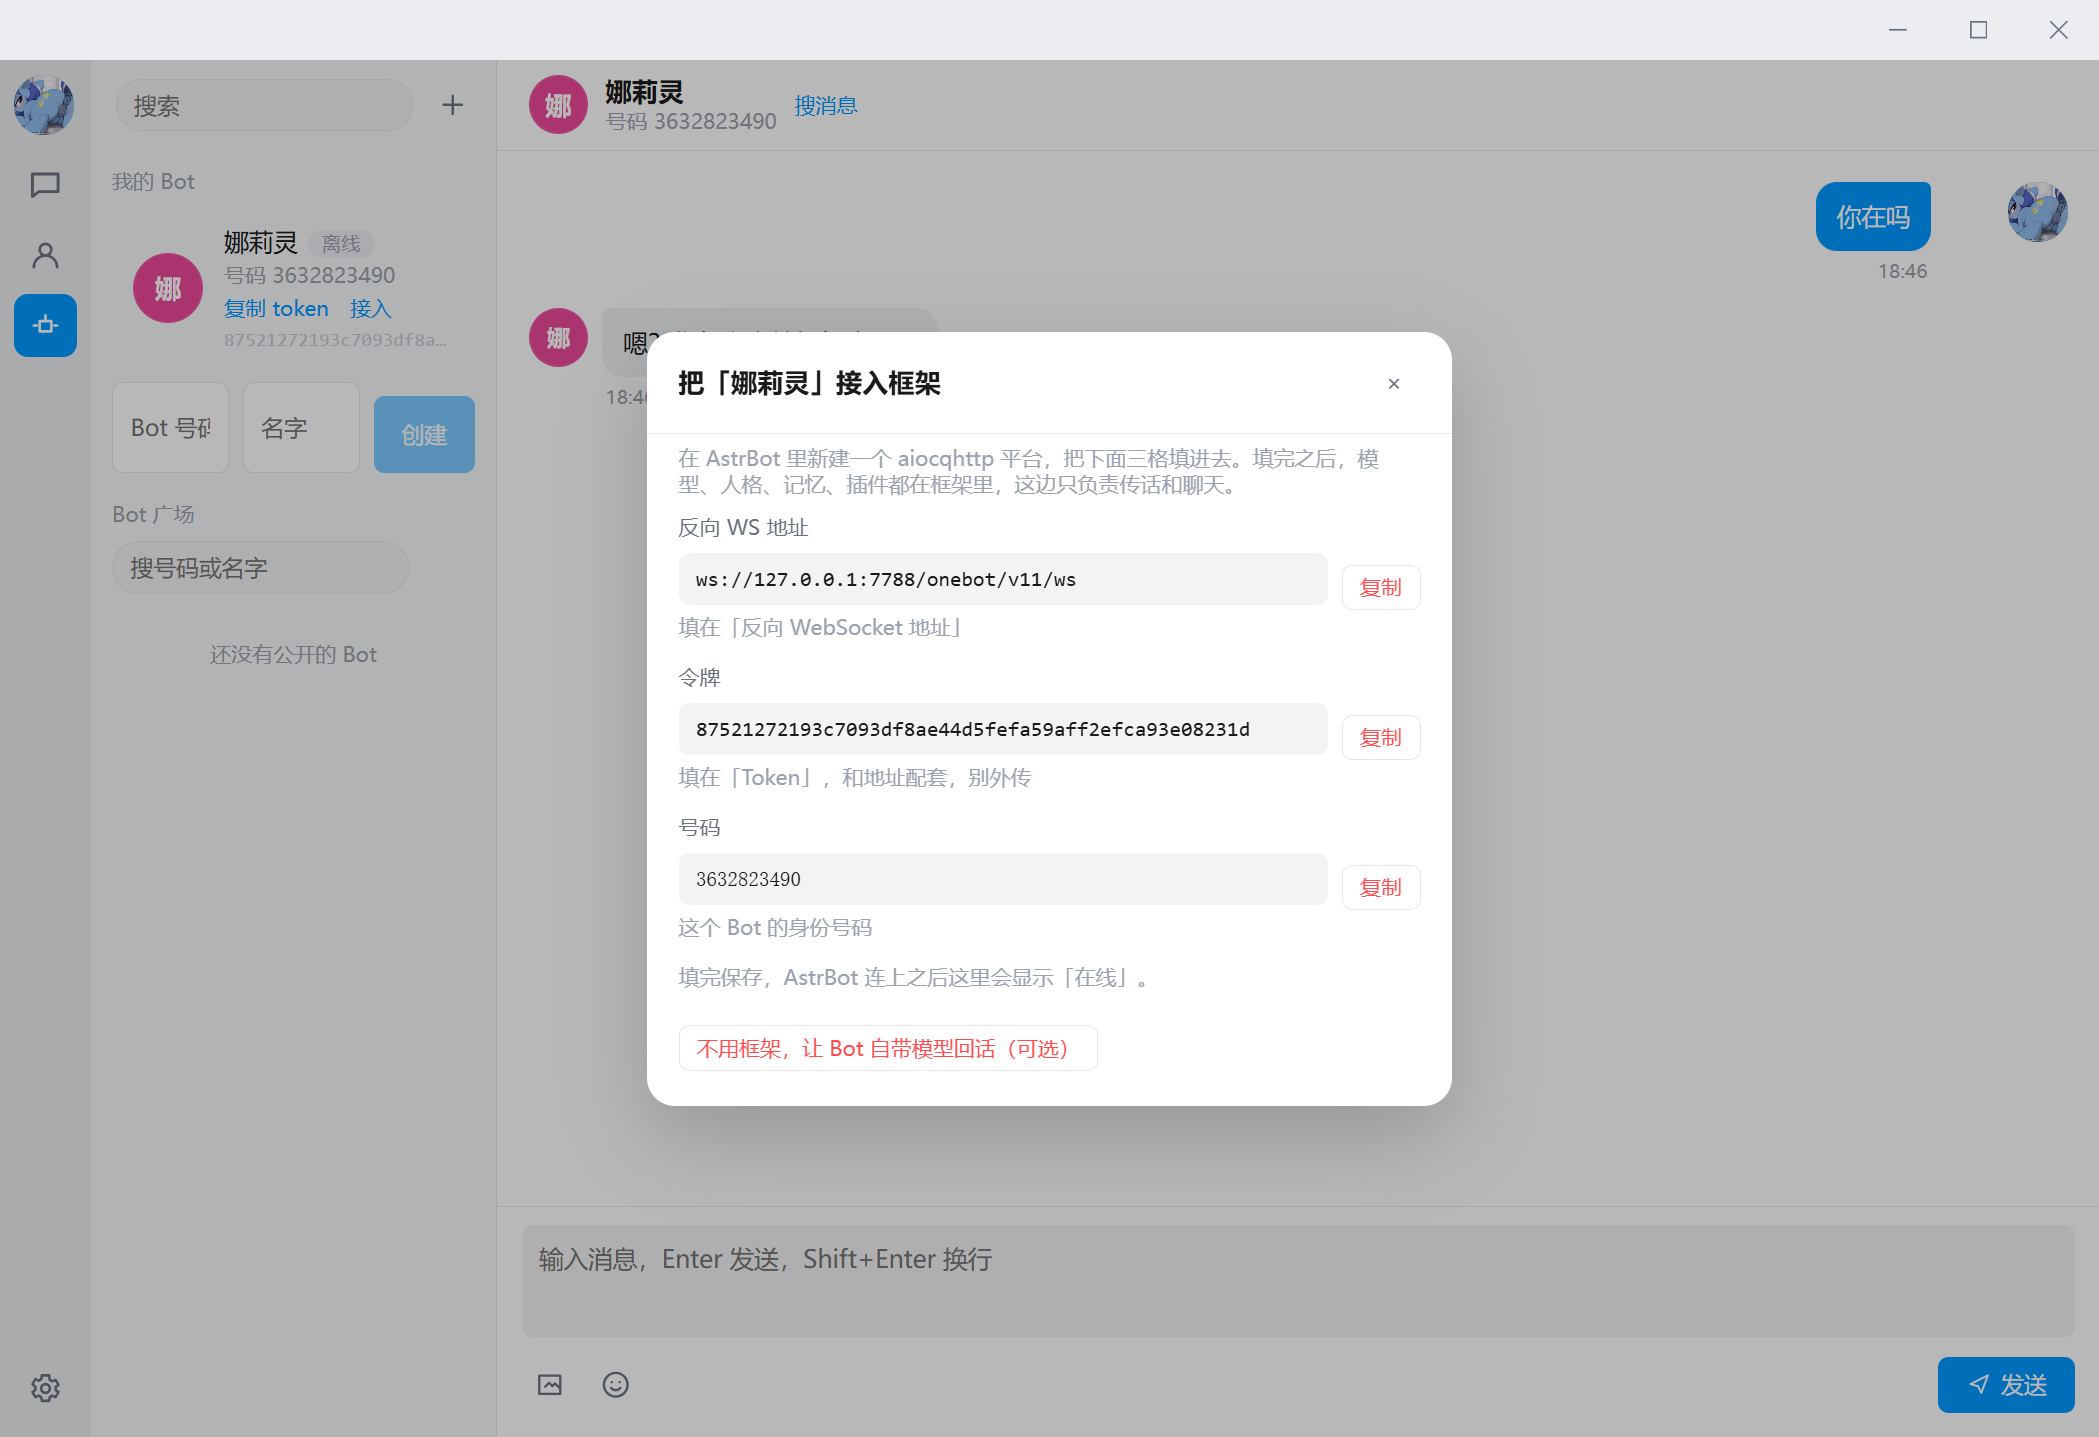 搜索
我的 Bot
娜
娜莉灵 离线
号码 3632823490
复制 token 接入
87521272193c7093df8a…
Bot 号码
名字
创建
Bot 广场
搜号码或名字
还没有公开的 Bot
娜
娜莉灵
号码 3632823490
搜消息
你在吗
18:46
娜
嗯?
18:46
把「娜莉灵」接入框架
×
在 AstrBot 里新建一个 aiocqhttp 平台，把下面三格填进去。填完之后，模
型、人格、记忆、插件都在框架里，这边只负责传话和聊天。
反向 WS 地址
ws://127.0.0.1:7788/onebot/v11/ws
复制
填在「反向 WebSocket 地址」
令牌
87521272193c7093df8ae44d5fefa59aff2efca93e08231d
复制
填在「Token」，和地址配套，别外传
号码
3632823490
复制
这个 Bot 的身份号码
填完保存，AstrBot 连上之后这里会显示「在线」。
不用框架，让 Bot 自带模型回话（可选）
输入消息，Enter 发送，Shift+Enter 换行
发送